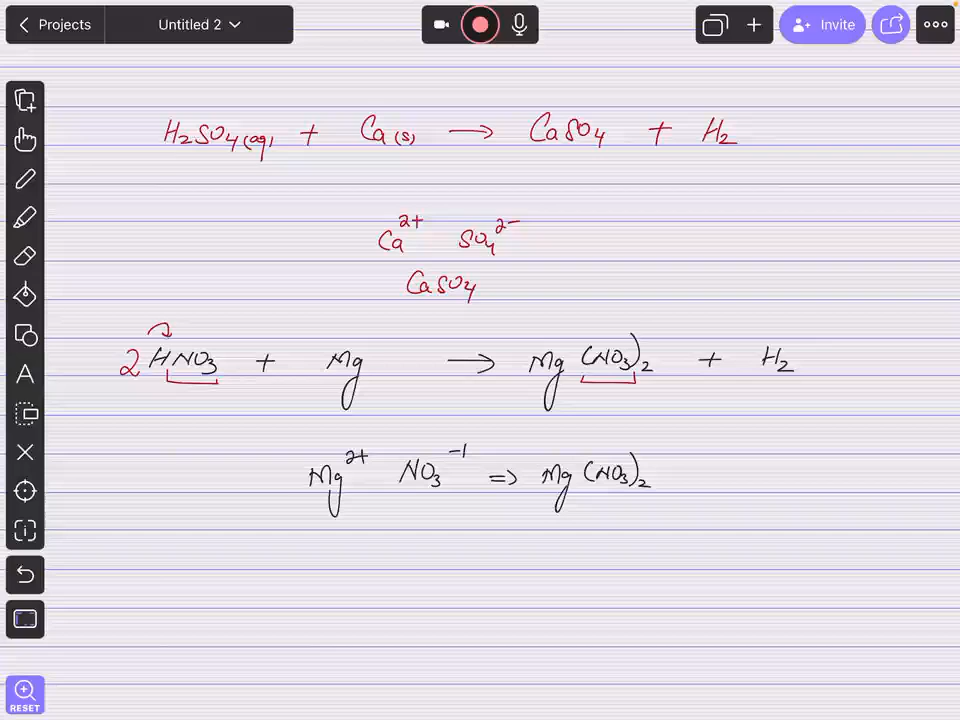 Projects Untitled 2 Invite
H₂SO₄(aq) + Ca(s) → CaSO₄ + H₂
Ca²⁺ SO₄²⁻
CaSO₄
2HNO₃ + Mg → Mg(NO₃)₂ + H₂
Mg²⁺ NO₃⁻¹ ⇒ Mg(NO₃)₂
A
RESET